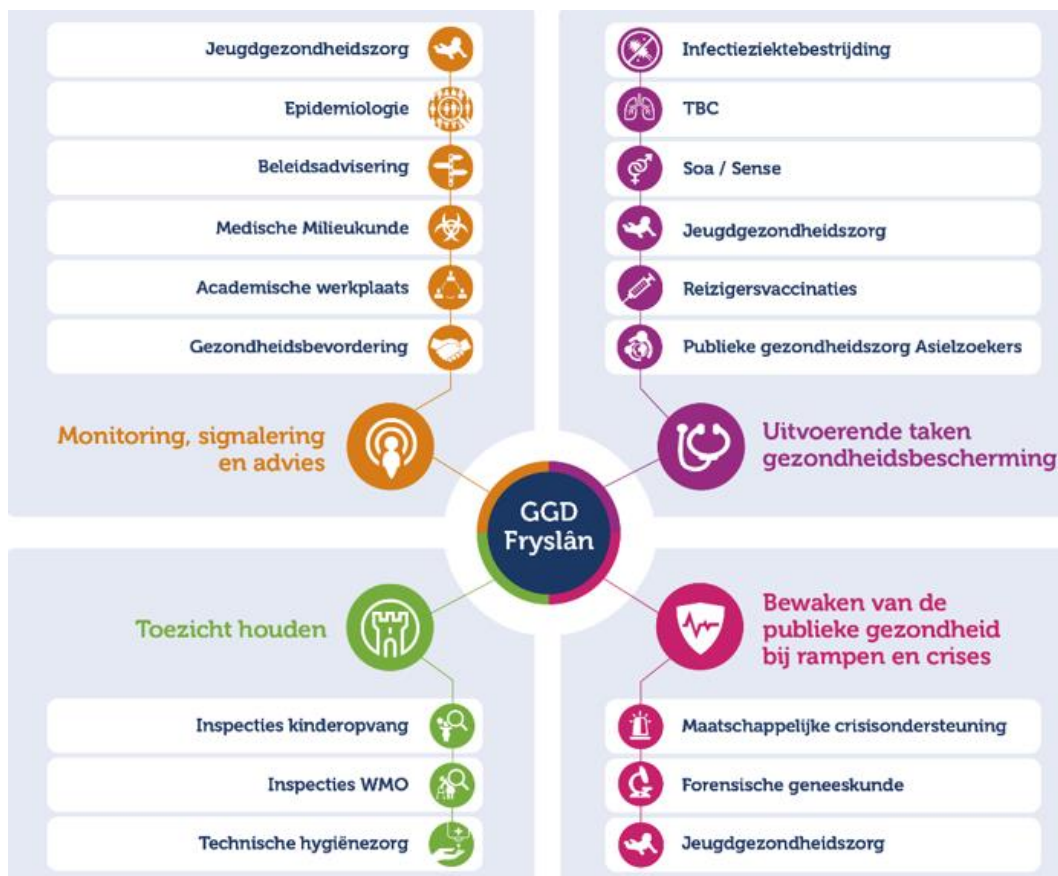 Jeugdgezondheidszorg
Epidemiologie
Beleidsadvisering
Medische Milieukunde
Academische werkplaats
Gezondheidsbevordering
Monitoring, signalering
en advies
Infectieziektebestrijding
TBC
Soa / Sense
Jeugdgezondheidszorg
Reizigersvaccinaties
Publieke gezondheidszorg Asielzoekers
Uitvoerende taken
gezondheidsbescherming
GGD
Fryslân
Toezicht houden
Inspecties kinderopvang
Inspecties WMO
Technische hygiënezorg
Bewaken van de
publieke gezondheid
bij rampen en crises
Maatschappelijke crisisondersteuning
Forensische geneeskunde
Jeugdgezondheidszorg